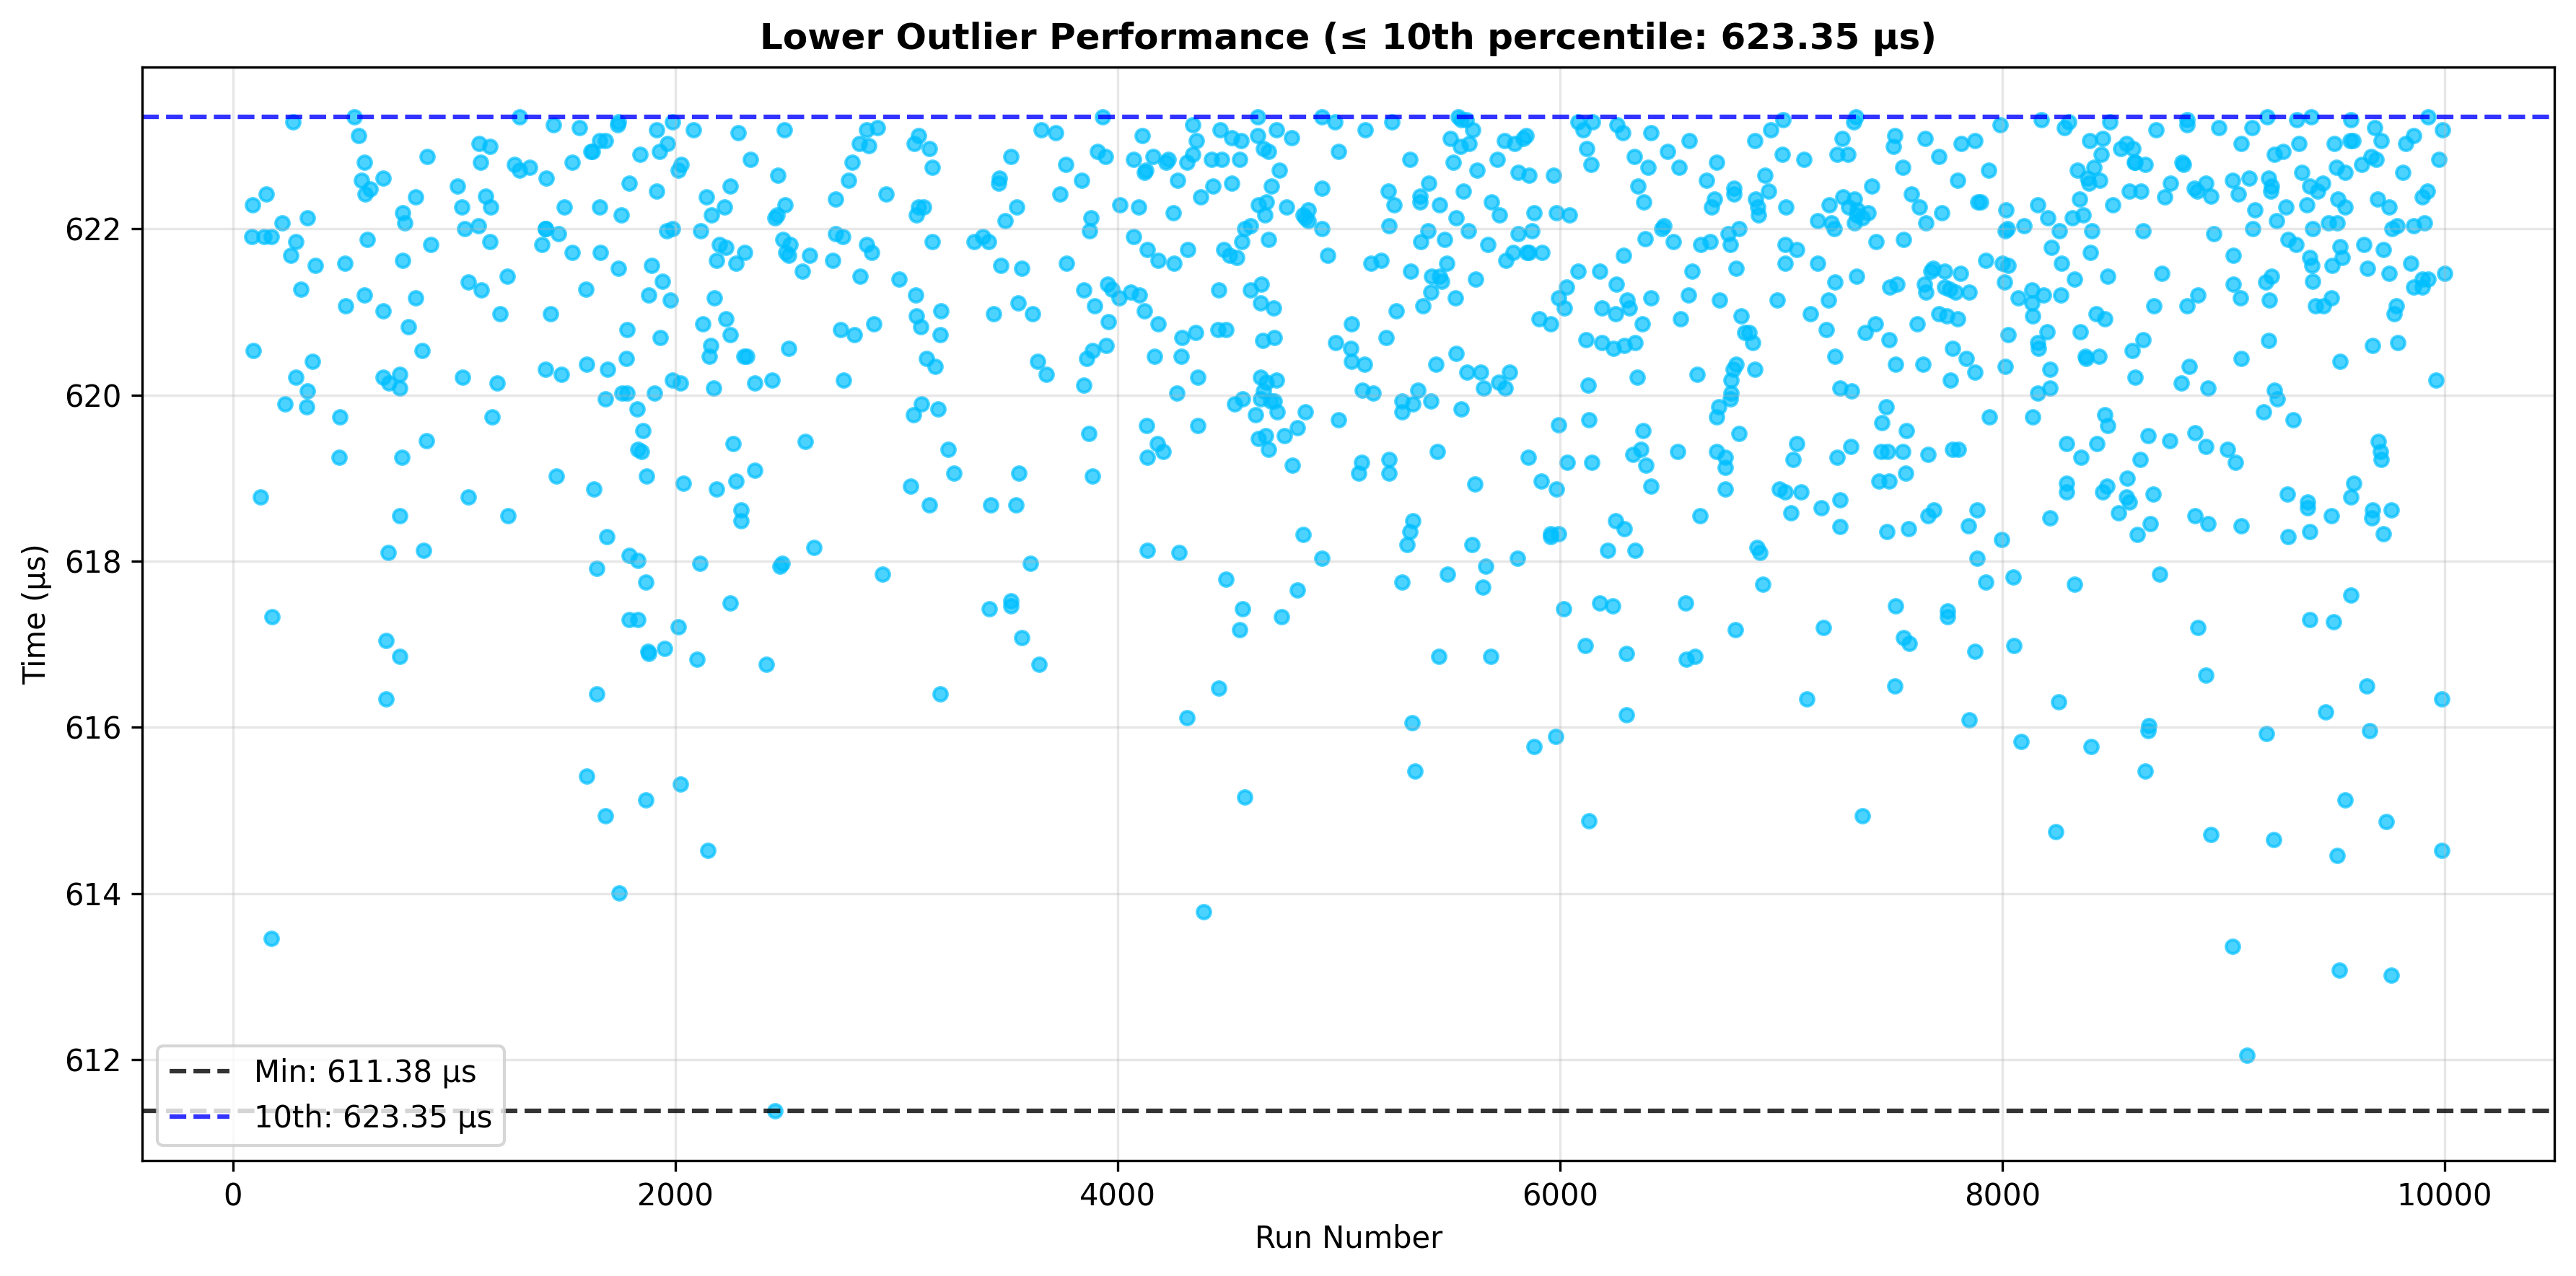 Lower Outlier Performance (≤ 10th percentile: 623.35 µs)
Time (µs)
622
620
618
616
614
612
Min: 611.38 µs
10th: 623.35 µs
0 2000 4000 6000 8000 10000
Run Number